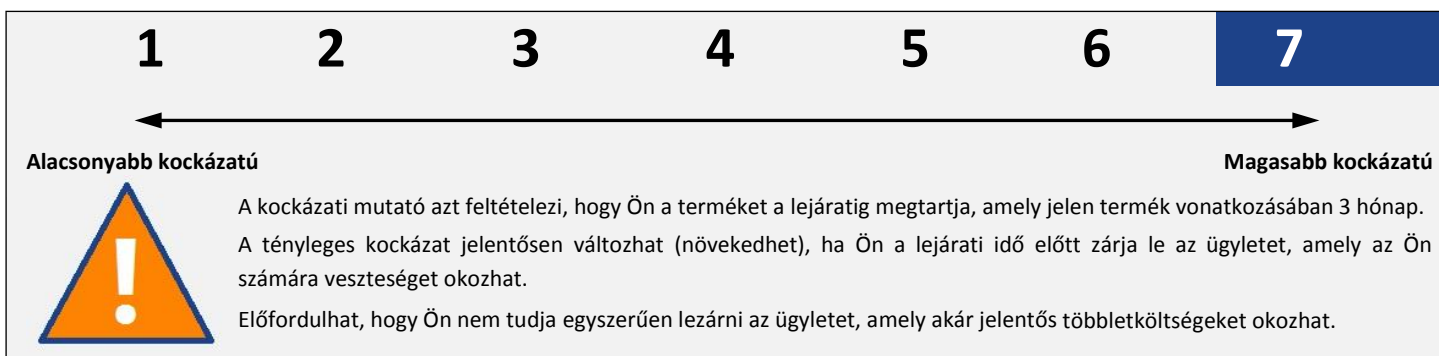 1 2 3 4 5 6 7
Alacsonyabb kockázatú Magasabb kockázatú
A kockázati mutató azt feltételezi, hogy Ön a terméket a lejáratig megtartja, amely jelen termék vonatkozásában 3 hónap.
A tényleges kockázat jelentősen változhat (növekedhet), ha Ön a lejárati idő előtt zárja le az ügyletet, amely az Ön
számára veszteséget okozhat.
Előfordulhat, hogy Ön nem tudja egyszerűen lezárni az ügyletet, amely akár jelentős többletköltségeket okozhat.